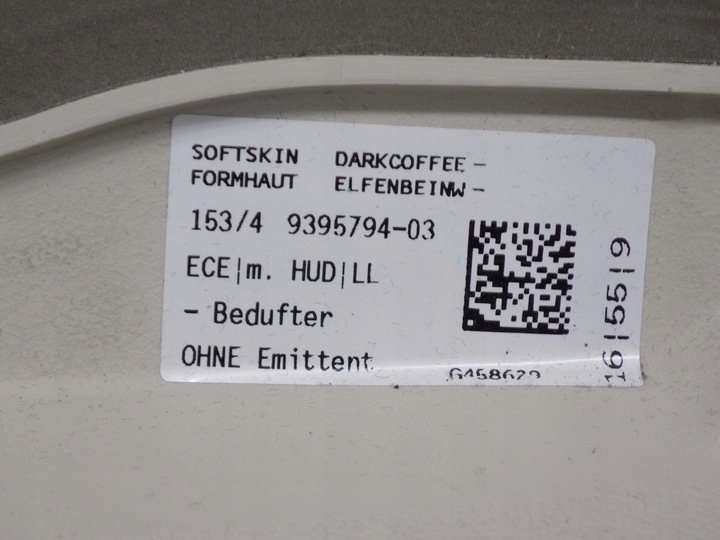 SOFTSKIN DARKCOFFEE-
FORMHAUT ELFENBEINW-
153/4 9395794-03
ECE|m. HUD|LL
- Bedufter
OHNE Emittent
16|55|9